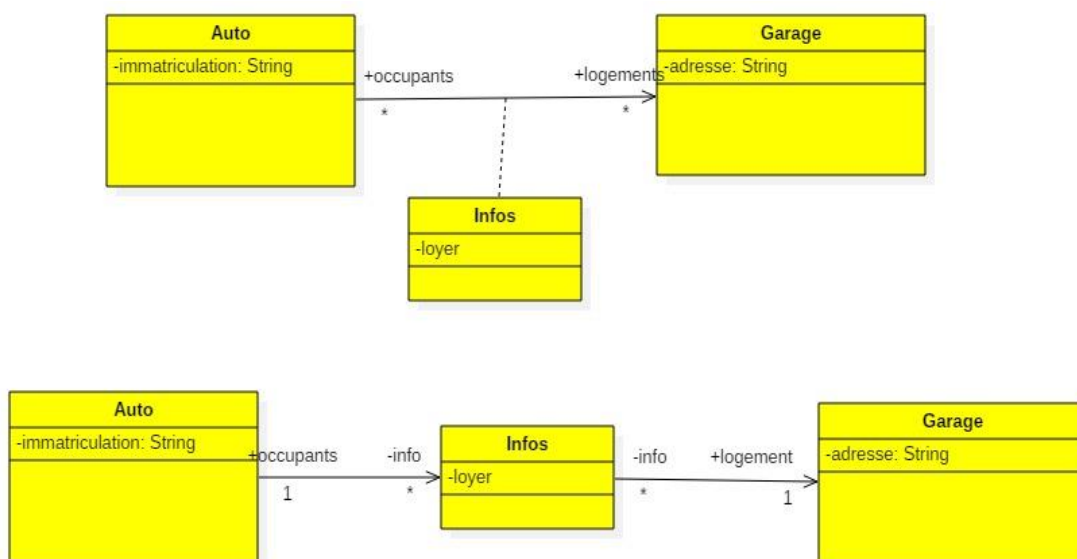 Auto
Garage
-immatriculation: String
+occupants
+logements
-adresse: String
*
*
Infos
-loyer
Auto
Infos
Garage
-immatriculation: String
+occupants
-info
-loyer
-info
+logement
-adresse: String
1
*
*
1